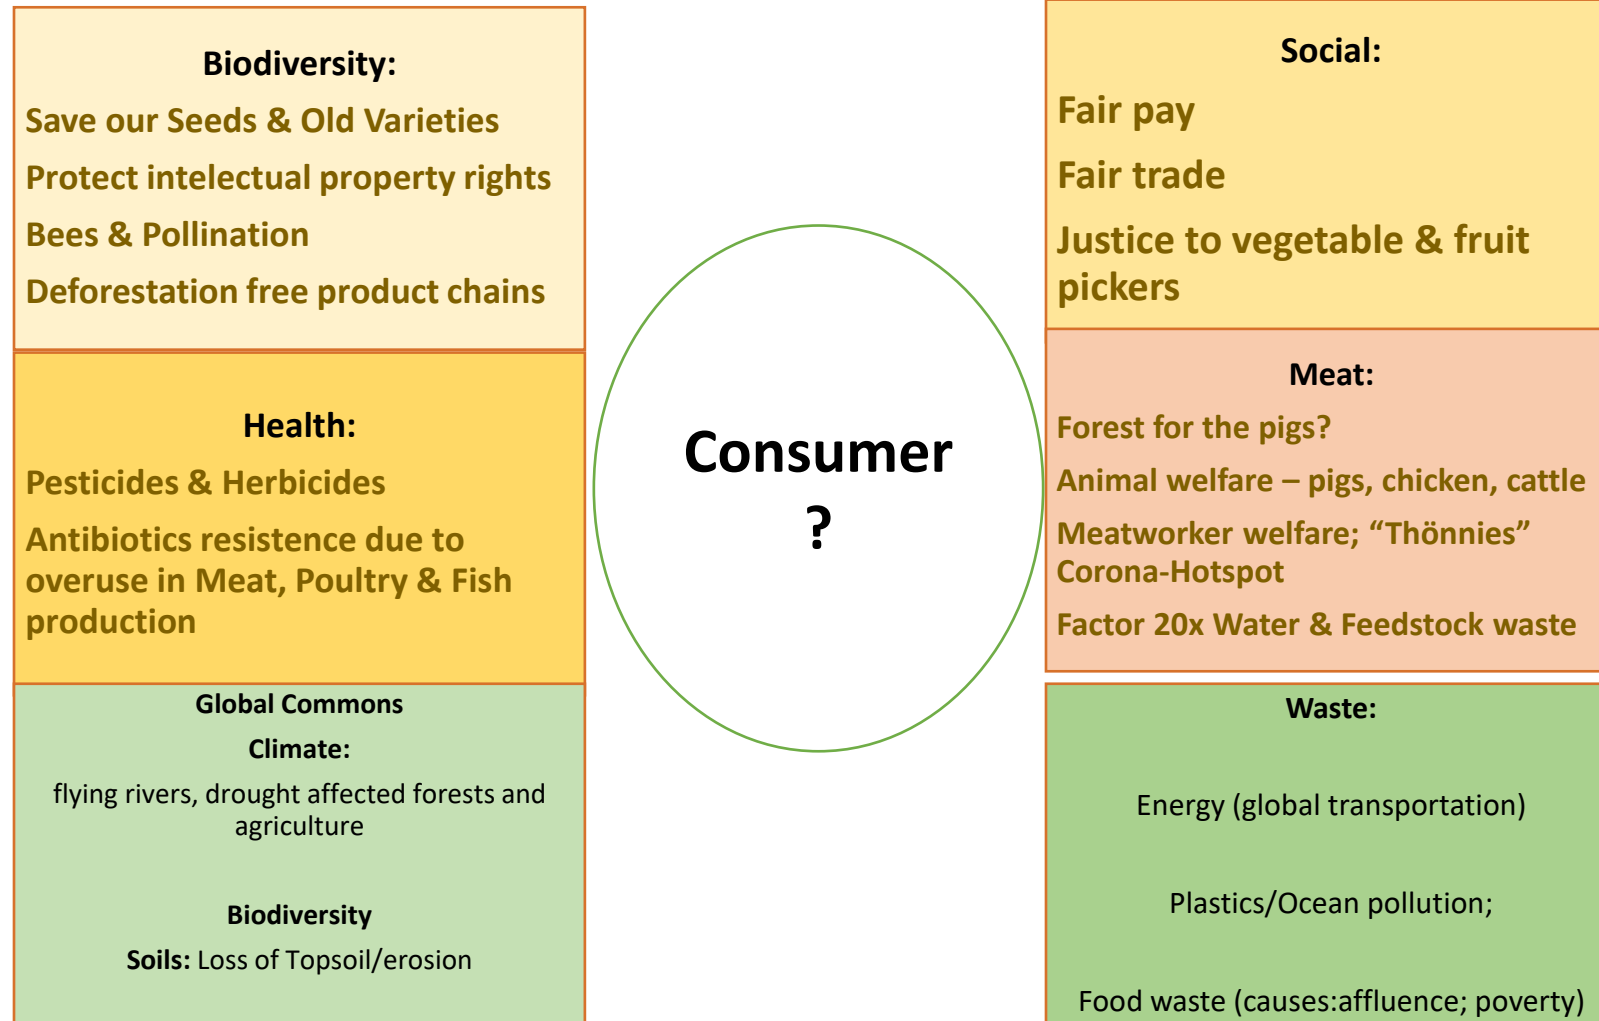 Biodiversity:
Save our Seeds & Old Varieties
Protect intelectual property rights
Bees & Pollination
Deforestation free product chains
Health:
Pesticides & Herbicides
Antibiotics resistence due to
overuse in Meat, Poultry & Fish
production
Global Commons
Climate:
flying rivers, drought affected forests and
agriculture
Biodiversity
Soils: Loss of Topsoil/erosion
Consumer
?
Social:
Fair pay
Fair trade
Justice to vegetable & fruit
pickers
Meat:
Forest for the pigs?
Animal welfare – pigs, chicken, cattle
Meatworker welfare; “Thönnies”
Corona-Hotspot
Factor 20x Water & Feedstock waste
Waste:
Energy (global transportation)
Plastics/Ocean pollution;
Food waste (causes:affluence; poverty)